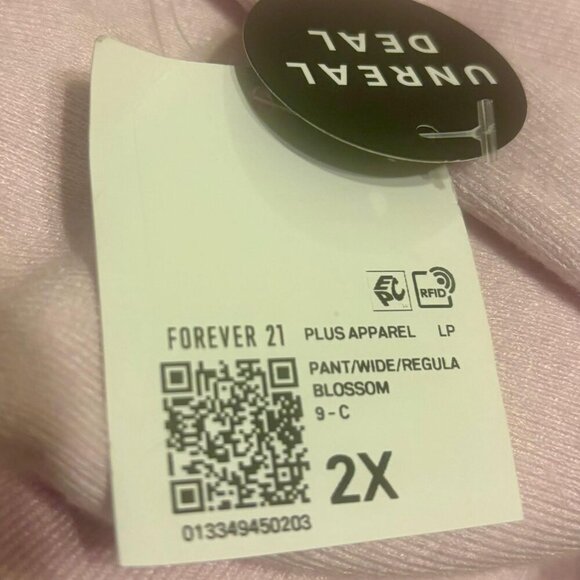 UNREAL
DEAL
EPC
RFID
FOREVER 21 PLUS APPAREL LP
PANT/WIDE/REGULA
BLOSSOM
9-C
2X
013349450203